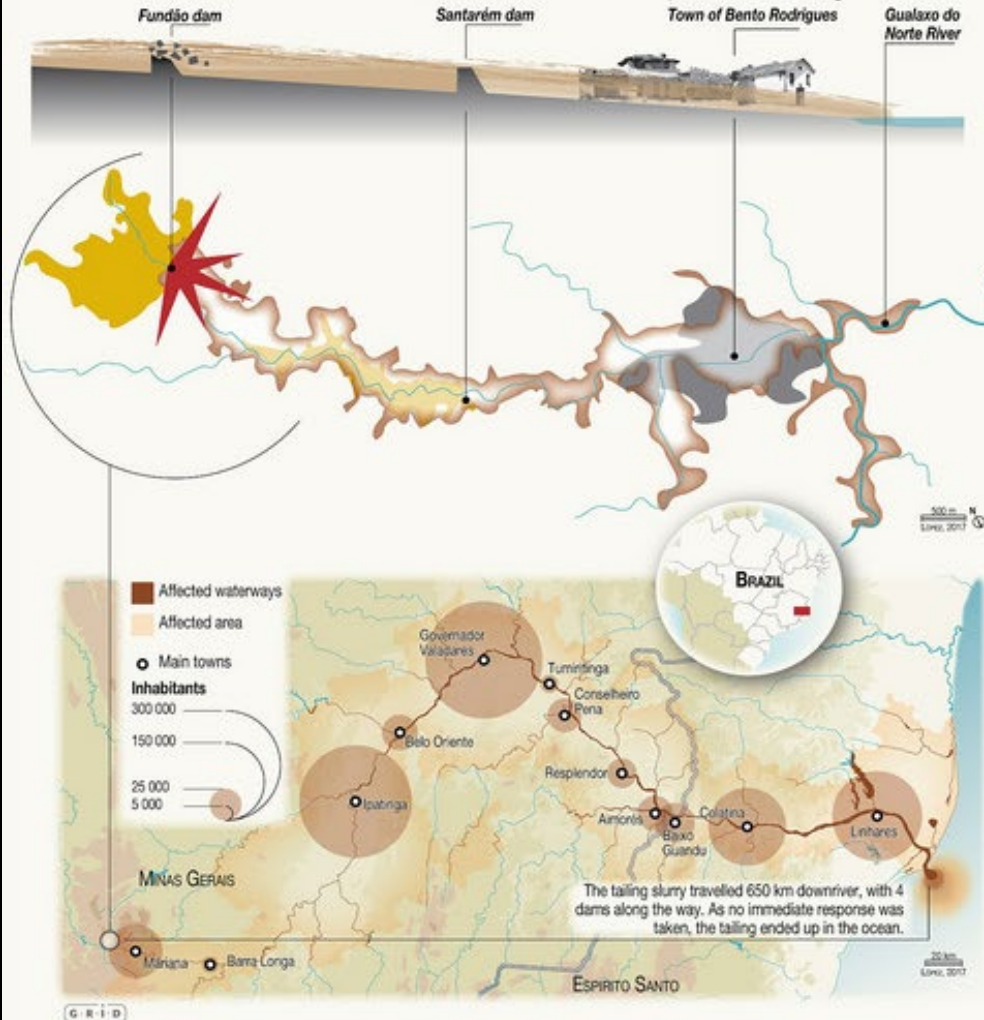 Fundão dam
Santarém dam
Town of Bento Rodrigues
Gualaxo do
Norte River
500 m
N
López, 2017
BRAZIL
Affected waterways
Affected area
Main towns
Inhabitants
300 000
150 000
25 000
5 000
Governador
Valadares
Tumiritinga
Conselheiro
Pena
Belo Oriente
Resplendor
Ipatinga
Aimorés
Baixo
Guandu
Colatina
Linhares
MINAS GERAIS
The tailing slurry travelled 650 km downriver, with 4
dams along the way. As no immediate response was
taken, the tailing ended up in the ocean.
Mariana
Barra Longa
20 km
López, 2017
ESPIRITO SANTO
G·R·I·D